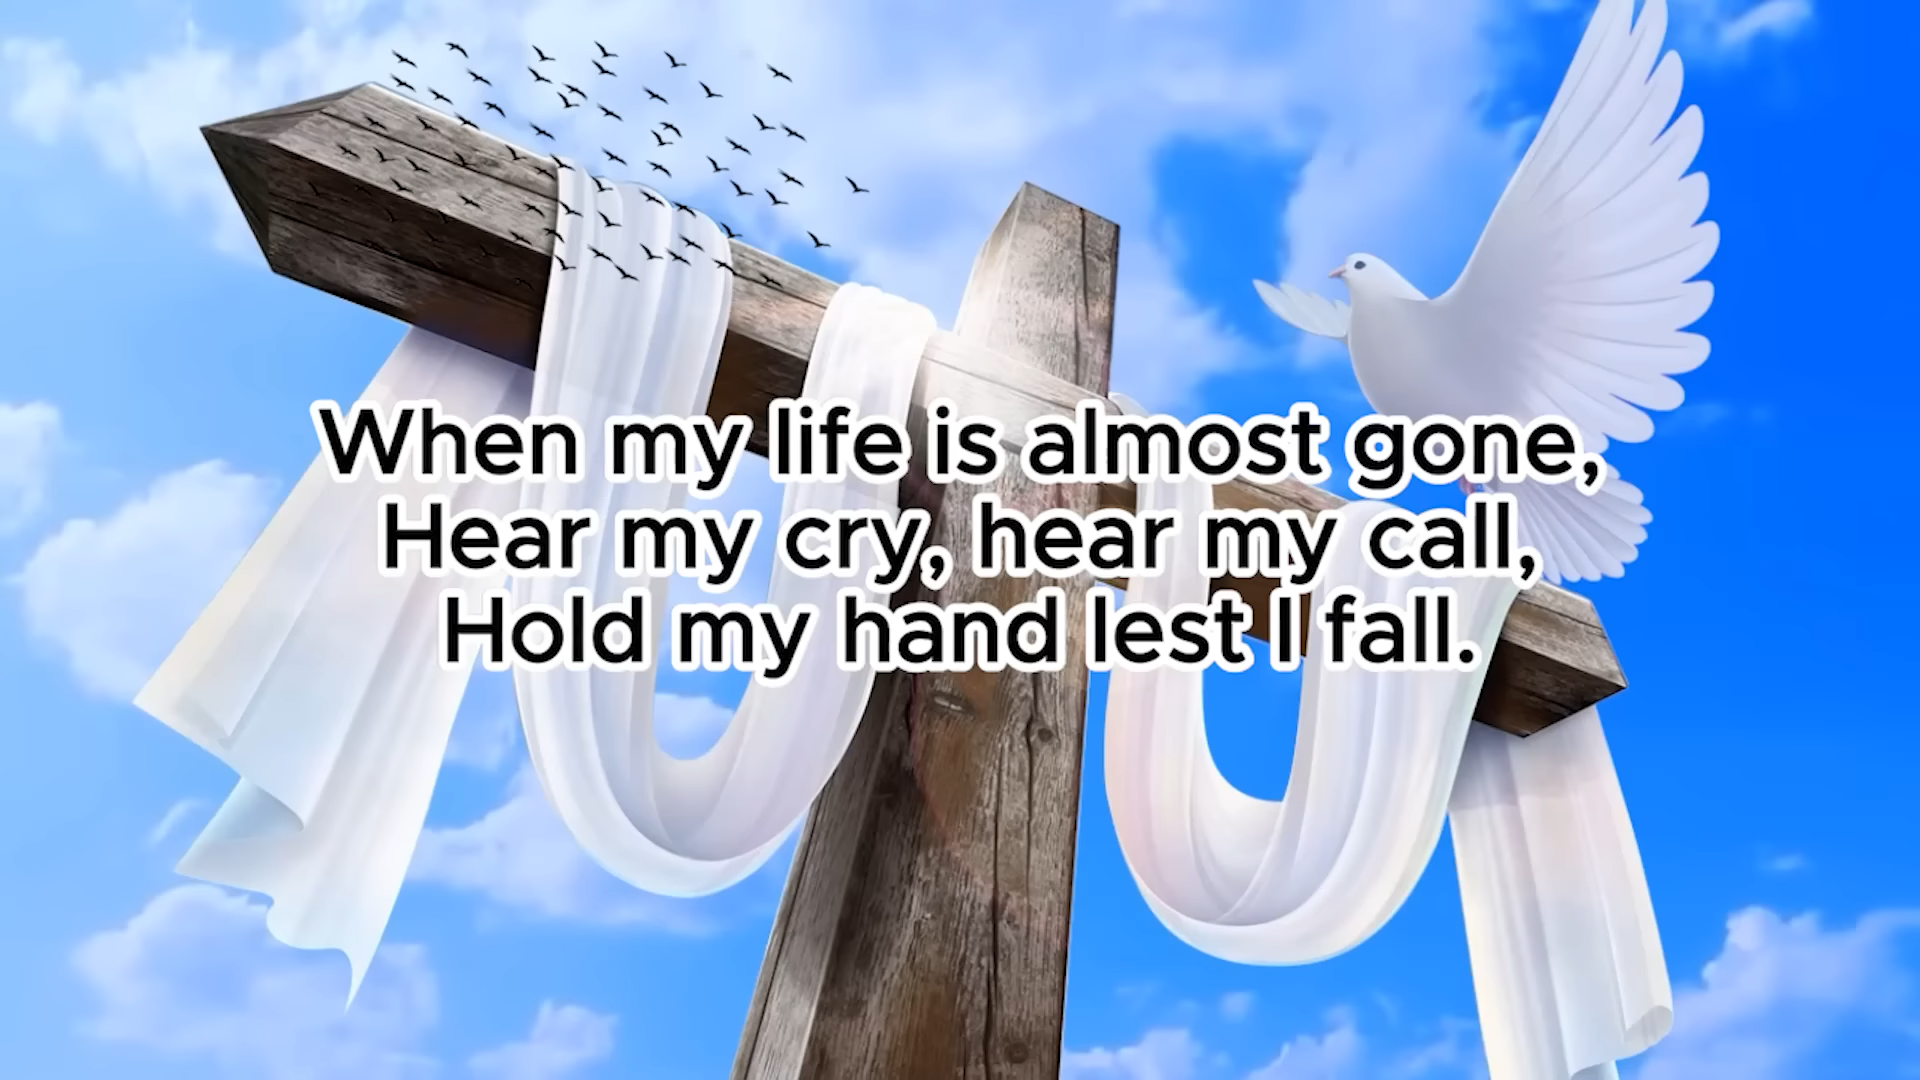 When my life is almost gone,
Hear my cry, hear my call,
Hold my hand lest I fall.